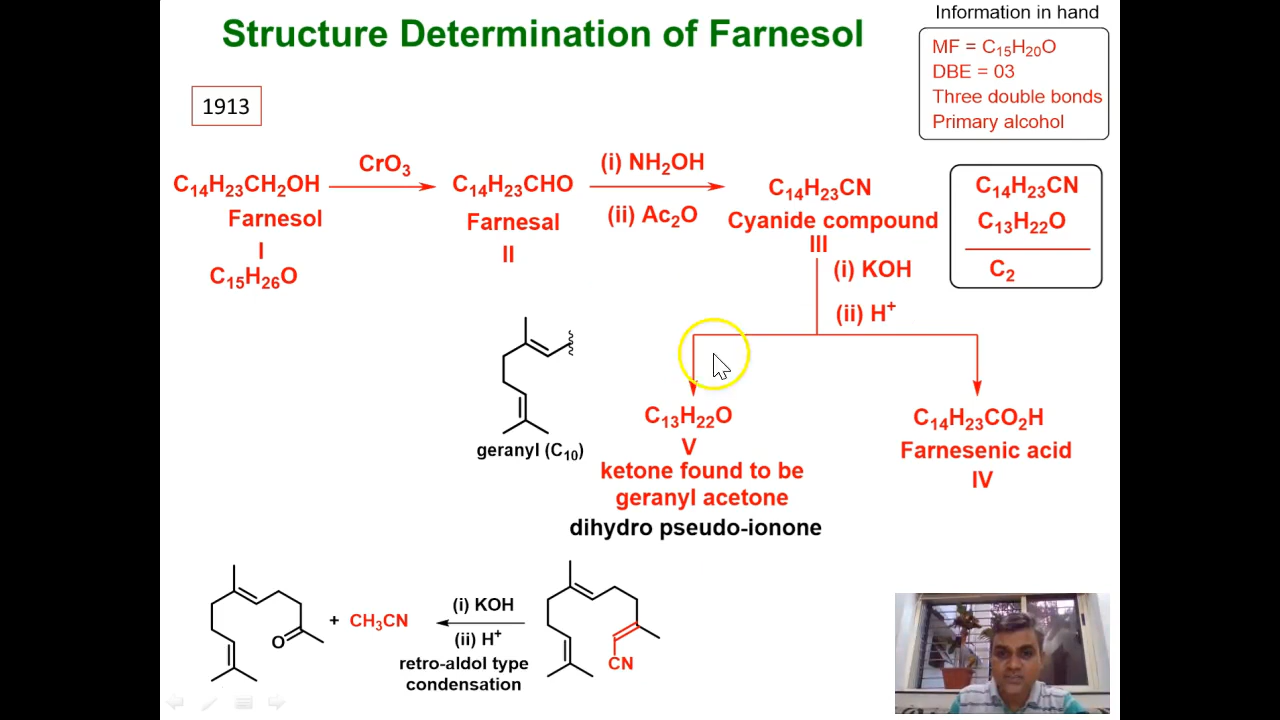 Structure Determination of Farnesol
Information in hand
MF = C₁₅H₂₀O
DBE = 03
Three double bonds
Primary alcohol
1913
C₁₄H₂₃CH₂OH
Farnesol
I
C₁₅H₂₆O
CrO₃
C₁₄H₂₃CHO
Farnesal
II
(i) NH₂OH
(ii) Ac₂O
C₁₄H₂₃CN
Cyanide compound
III
C₁₄H₂₃CN
C₁₃H₂₂O
C₂
(i) KOH
(ii) H⁺
geranyl (C₁₀)
C₁₃H₂₂O
V
ketone found to be
geranyl acetone
dihydro pseudo-ionone
C₁₄H₂₃CO₂H
Farnesenic acid
IV
O
+ CH₃CN
(i) KOH
(ii) H⁺
retro-aldol type
condensation
CN